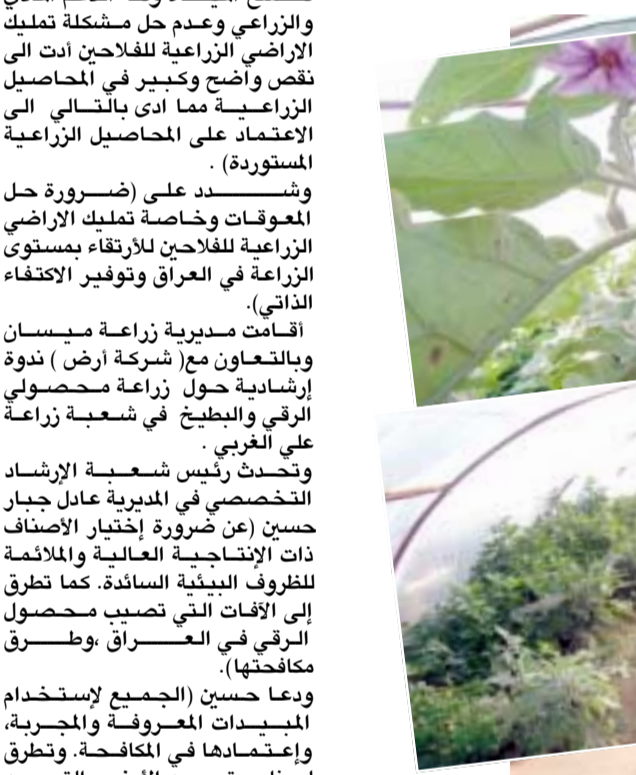 والزراعي وعدم حل مشكلة تمليك
الاراضي الزراعية للفلاحين أدت الى
نقص واضح وكبير في المحاصيل
الزراعية مما ادى بالتالي الى
الاعتماد على المحاصيل الزراعية
المستوردة) .
وشدد على (ضرورة حل
المعوقات وخاصة تمليك الاراضي
الزراعية للفلاحين للأرتقاء بمستوى
الزراعة في العراق وتوفير الاكتفاء
الذاتي).
أقامت مديرية زراعة ميسان
وبالتعاون مع( شركة أرض ) ندوة
إرشادية حول زراعة محصولي
الرقي والبطيخ في شعبة زراعة
علي الغربي .
وتحدث رئيس شعبة الإرشاد
التخصصي في المديرية عادل جبار
حسين (عن ضرورة إختيار الأصناف
ذات الإنتاجية العالية والملائمة
للظروف البيئية السائدة. كما تطرق
إلى الآفات التي تصيب محصول
الرقي في العراق ،وطرق
مكافحتها).
ودعا حسين (الجميع لإستخدام
المبيدات المعروفة والمجربة،
وإعتمادها في المكافحة. وتطرق